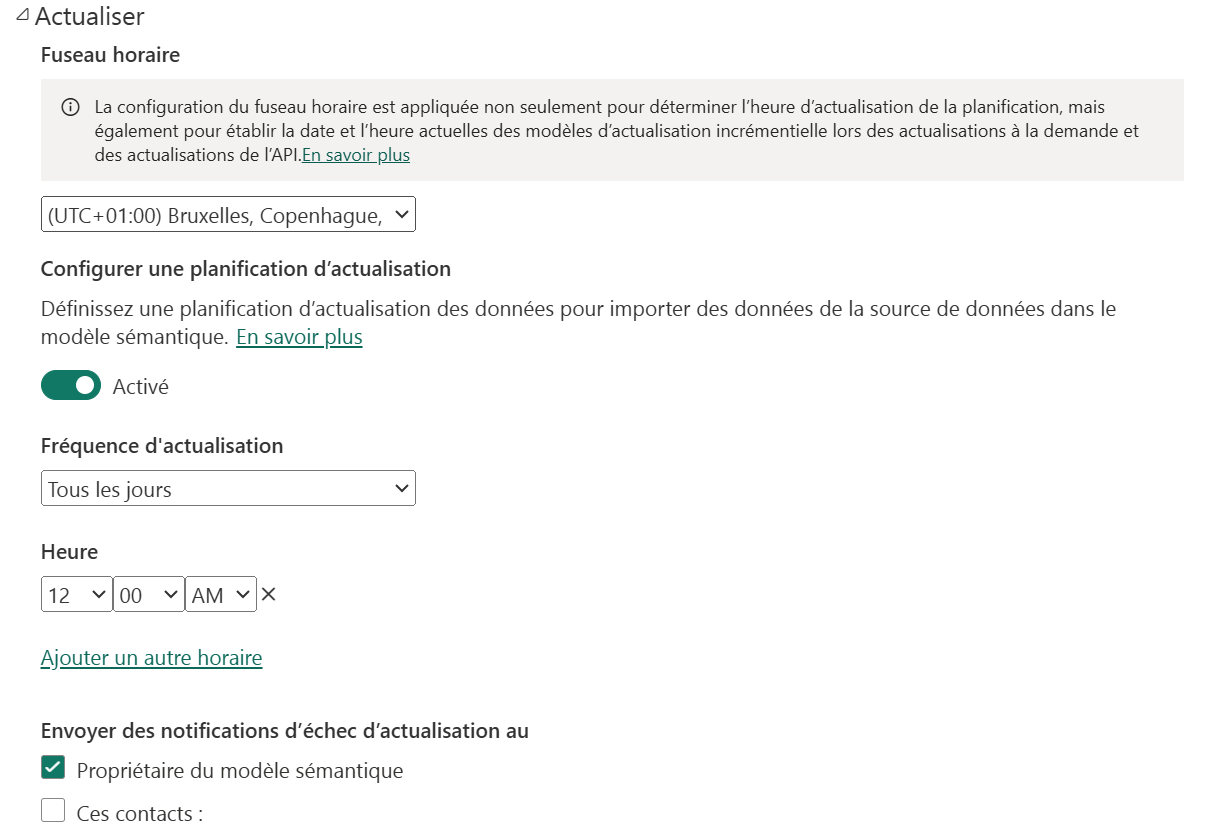 Actualiser
Fuseau horaire
La configuration du fuseau horaire est appliquée non seulement pour déterminer l’heure d’actualisation de la planification, mais
également pour établir la date et l’heure actuelles des modèles d’actualisation incrémentielle lors des actualisations à la demande et
des actualisations de l’API.En savoir plus
(UTC+01:00) Bruxelles, Copenhague,
Configurer une planification d’actualisation
Définissez une planification d’actualisation des données pour importer des données de la source de données dans le
modèle sémantique. En savoir plus
Activé
Fréquence d'actualisation
Tous les jours
Heure
12 00 AM
Ajouter un autre horaire
Envoyer des notifications d’échec d’actualisation au
Propriétaire du modèle sémantique
Ces contacts :